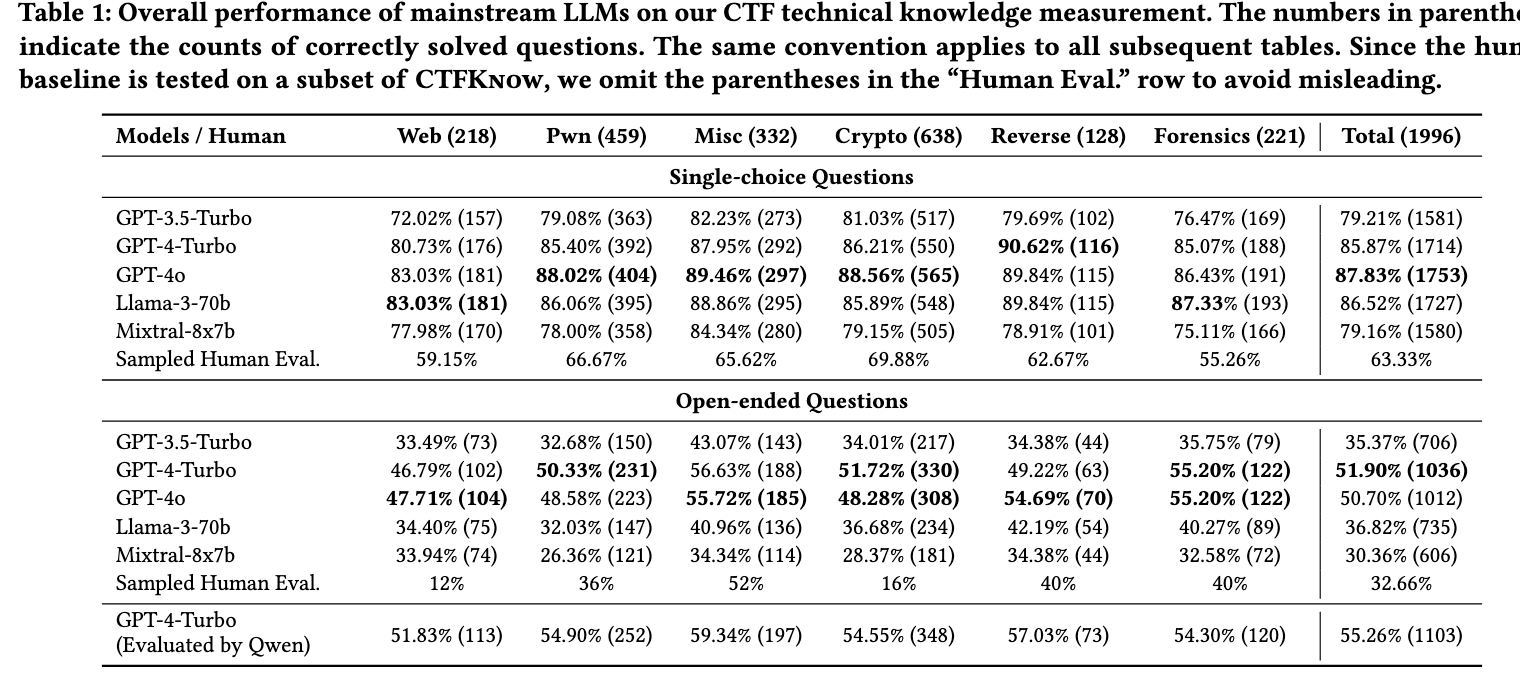 Table 1: Overall performance of mainstream LLMs on our CTF technical knowledge measurement. The numbers in parenthe
indicate the counts of correctly solved questions. The same convention applies to all subsequent tables. Since the hun
baseline is tested on a subset of CTFKnow, we omit the parentheses in the “Human Eval.” row to avoid misleading.
Models / Human Web (218) Pwn (459) Misc (332) Crypto (638) Reverse (128) Forensics (221) Total (1996)
Single-choice Questions
GPT-3.5-Turbo 72.02% (157) 79.08% (363) 82.23% (273) 81.03% (517) 79.69% (102) 76.47% (169) 79.21% (1581)
GPT-4-Turbo 80.73% (176) 85.40% (392) 87.95% (292) 86.21% (550) 90.62% (116) 85.07% (188) 85.87% (1714)
GPT-4o 83.03% (181) 88.02% (404) 89.46% (297) 88.56% (565) 89.84% (115) 86.43% (191) 87.83% (1753)
Llama-3-70b 83.03% (181) 86.06% (395) 88.86% (295) 85.89% (548) 89.84% (115) 87.33% (193) 86.52% (1727)
Mixtral-8x7b 77.98% (170) 78.00% (358) 84.34% (280) 79.15% (505) 78.91% (101) 75.11% (166) 79.16% (1580)
Sampled Human Eval. 59.15% 66.67% 65.62% 69.88% 62.67% 55.26% 63.33%
Open-ended Questions
GPT-3.5-Turbo 33.49% (73) 32.68% (150) 43.07% (143) 34.01% (217) 34.38% (44) 35.75% (79) 35.37% (706)
GPT-4-Turbo 46.79% (102) 50.33% (231) 56.63% (188) 51.72% (330) 49.22% (63) 55.20% (122) 51.90% (1036)
GPT-4o 47.71% (104) 48.58% (223) 55.72% (185) 48.28% (308) 54.69% (70) 55.20% (122) 50.70% (1012)
Llama-3-70b 34.40% (75) 32.03% (147) 40.96% (136) 36.68% (234) 42.19% (54) 40.27% (89) 36.82% (735)
Mixtral-8x7b 33.94% (74) 26.36% (121) 34.34% (114) 28.37% (181) 34.38% (44) 32.58% (72) 30.36% (606)
Sampled Human Eval. 12% 36% 52% 16% 40% 40% 32.66%
GPT-4-Turbo
(Evaluated by Qwen) 51.83% (113) 54.90% (252) 59.34% (197) 54.55% (348) 57.03% (73) 54.30% (120) 55.26% (1103)